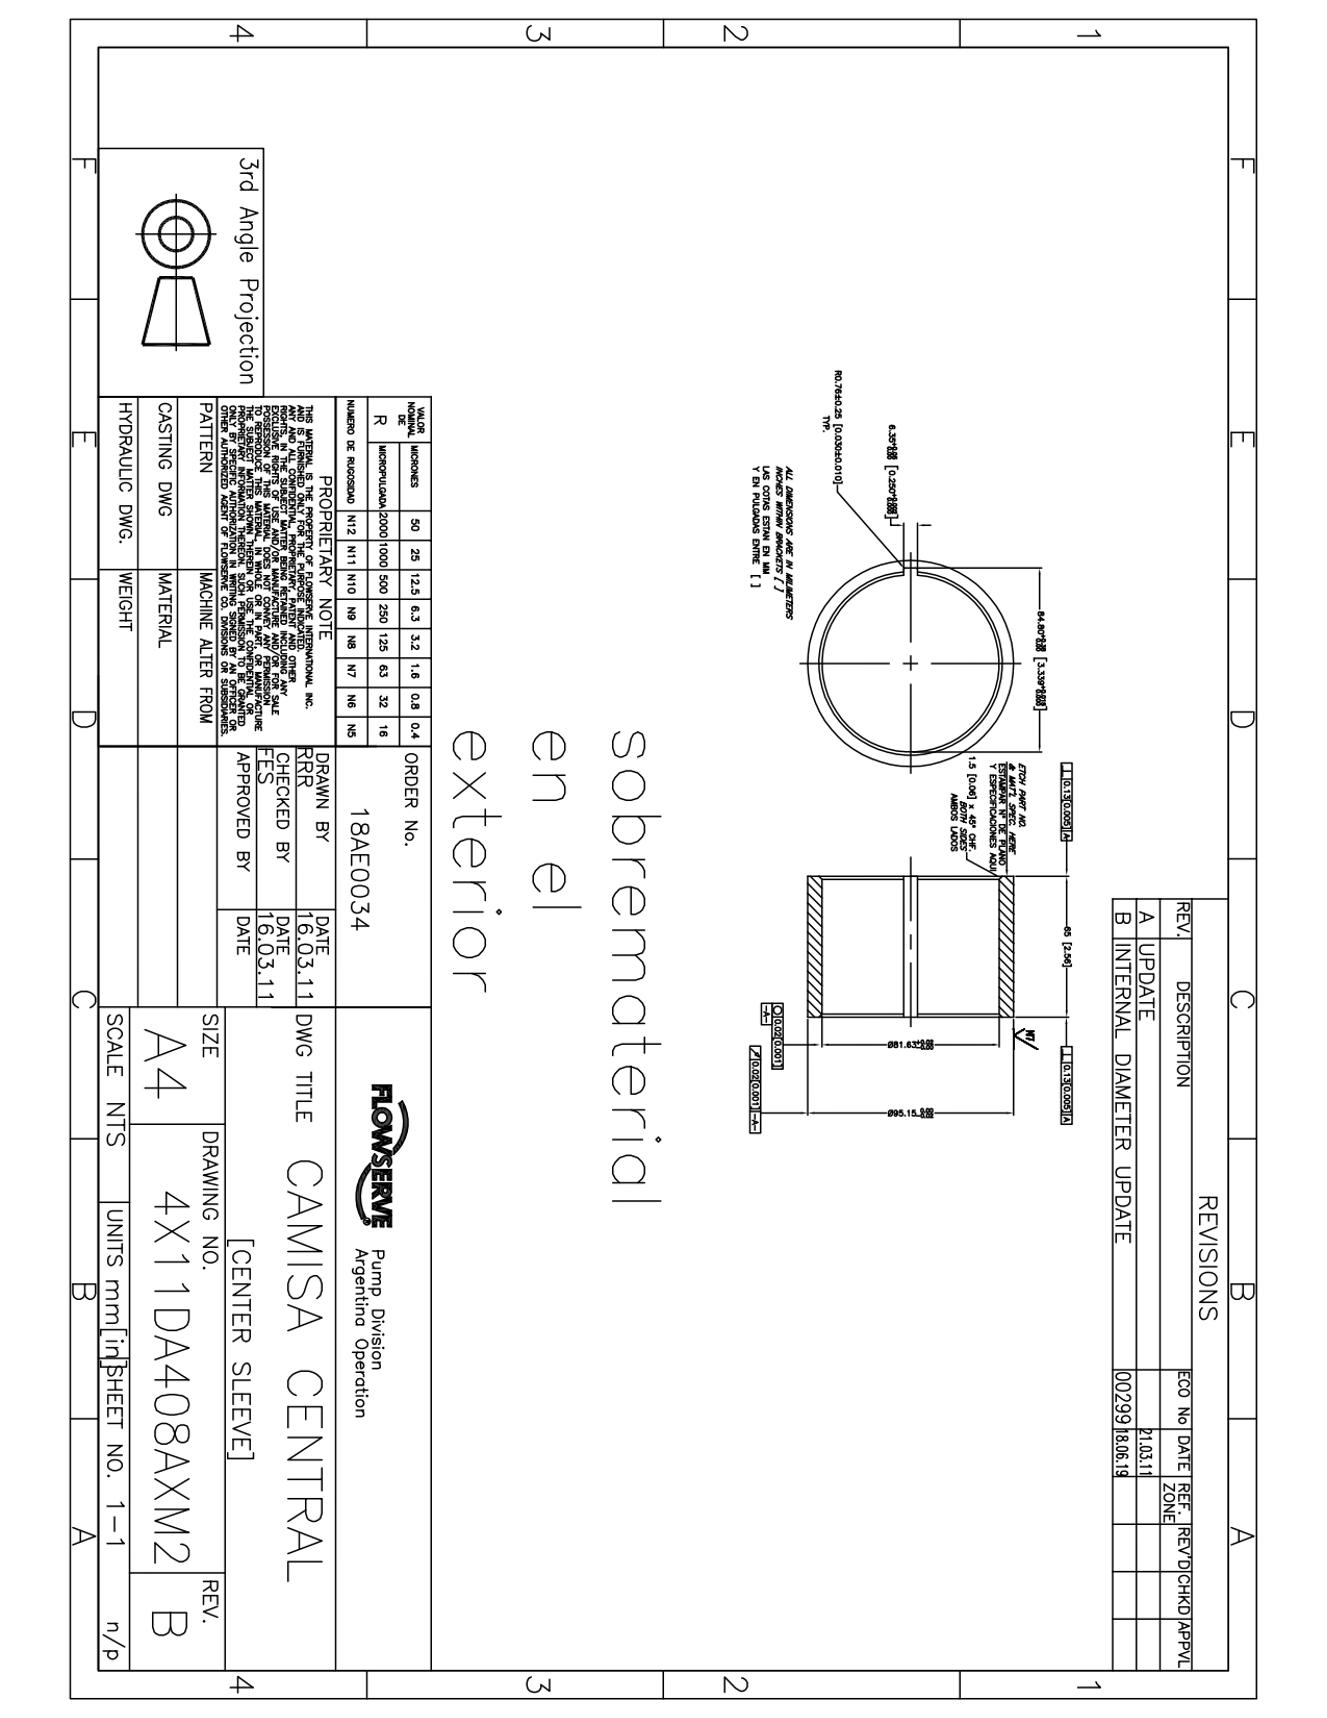 REVISIONS
REV. DESCRIPTION ECO No DATE REF. ZONE REV'D CHKD APPVL
A UPDATE 21.03.11
B INTERNAL DIAMETER UPDATE 00299 18.06.19
⟂ 0.13[0.005] A
65 [2.56]
⟂ 0.13[0.005] A
ETCH PART NO.
& MAT'L SPEC. HERE
ESTAMPAR N° DE PLANO
Y ESPECIFICACIONES AQUI
1.5 [0.06] x 45° CHF.
BOTH SIDES
AMBOS LADOS
N7
84.80 [3.339]
6.35 [0.250]
R0.76±0.25 [0.030±0.010]
TYP.
Ø81.63
Ø95.15
0.02[0.001]
-A-
0.02[0.001] -A-
ALL DIMENSIONS ARE IN MILIMETERS
INCHES WITHIN BRACKETS [ ]
LAS COTAS ESTAN EN MM
Y EN PULGADAS ENTRE [ ]
sobrematerial
en el
exterior
VALOR NOMINAL DE R MICRONES 50 25 12.5 6.3 3.2 1.6 0.8 0.4
MICROPULGADA 2000 1000 500 250 125 63 32 16
NUMERO DE RUGOSIDAD N12 N11 N10 N9 N8 N7 N6 N5
PROPRIETARY NOTE
THIS MATERIAL IS THE PROPERTY OF FLOWSERVE INTERNATIONAL INC.
AND IS FURNISHED ONLY FOR THE PURPOSE INDICATED.
ANY AND ALL CONFIDENTIAL, PROPRIETARY, PATENT AND OTHER
RIGHTS, IN THE SUBJECT MATTER BEING RETAINED INCLUDING ANY
EXCLUSIVE RIGHTS OF USE AND/OR MANUFACTURE AND/OR FOR SALE
POSSESSION OF THIS MATERIAL DOES NOT CONVEY ANY PERMISSION
TO REPRODUCE THIS MATERIAL, IN WHOLE OR IN PART, OR MANUFACTURE
THE SUBJECT MATTER SHOWN THEREIN OR USE THE CONFIDENTIAL OR
PROPRIETARY INFORMATION THEREON. SUCH PERMISSION TO BE GRANTED
ONLY BY SPECIFIC AUTHORIZATION IN WRITING SIGNED BY AN OFFICER OR
OTHER AUTHORIZED AGENT OF FLOWSERVE CO. DIVISIONS OR SUBSIDIARIES.
PATTERN
MACHINE ALTER FROM
CASTING DWG
MATERIAL
HYDRAULIC DWG.
WEIGHT
3rd Angle Projection
ORDER No.
18AE0034
DRAWN BY DATE
RRR 16.03.11
CHECKED BY DATE
FES 16.03.11
APPROVED BY DATE
FLOWSERVE®
Pump Division
Argentina Operation
DWG TITLE CAMISA CENTRAL
[CENTER SLEEVE]
SIZE DRAWING NO. REV.
A4 4X11DA408AXM2 B
SCALE NTS UNITS mm[in] SHEET NO. 1-1 n/p
F E D C B A
F E D C B A
1 2 3 4
1 2 3 4